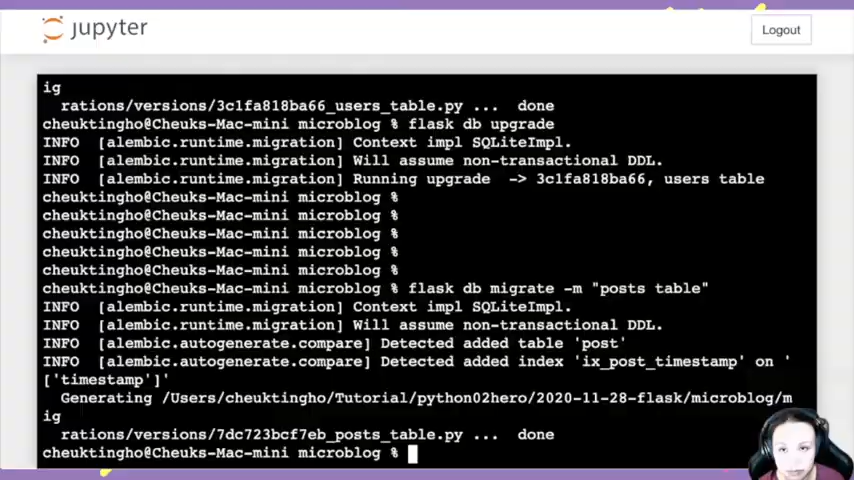 jupyter
Logout
ig
rations/versions/3c1fa818ba66_users_table.py ... done
cheuktingho@Cheuks-Mac-mini microblog % flask db upgrade
INFO [alembic.runtime.migration] Context impl SQLiteImpl.
INFO [alembic.runtime.migration] Will assume non-transactional DDL.
INFO [alembic.runtime.migration] Running upgrade -> 3c1fa818ba66, users table
cheuktingho@Cheuks-Mac-mini microblog %
cheuktingho@Cheuks-Mac-mini microblog %
cheuktingho@Cheuks-Mac-mini microblog %
cheuktingho@Cheuks-Mac-mini microblog %
cheuktingho@Cheuks-Mac-mini microblog %
cheuktingho@Cheuks-Mac-mini microblog % flask db migrate -m "posts table"
INFO [alembic.runtime.migration] Context impl SQLiteImpl.
INFO [alembic.runtime.migration] Will assume non-transactional DDL.
INFO [alembic.autogenerate.compare] Detected added table 'post'
INFO [alembic.autogenerate.compare] Detected added index 'ix_post_timestamp' on '
['timestamp']'
Generating /Users/cheuktingho/Tutorial/python02hero/2020-11-28-flask/microblog/m
ig
rations/versions/7dc723bcf7eb_posts_table.py ... done
cheuktingho@Cheuks-Mac-mini microblog %